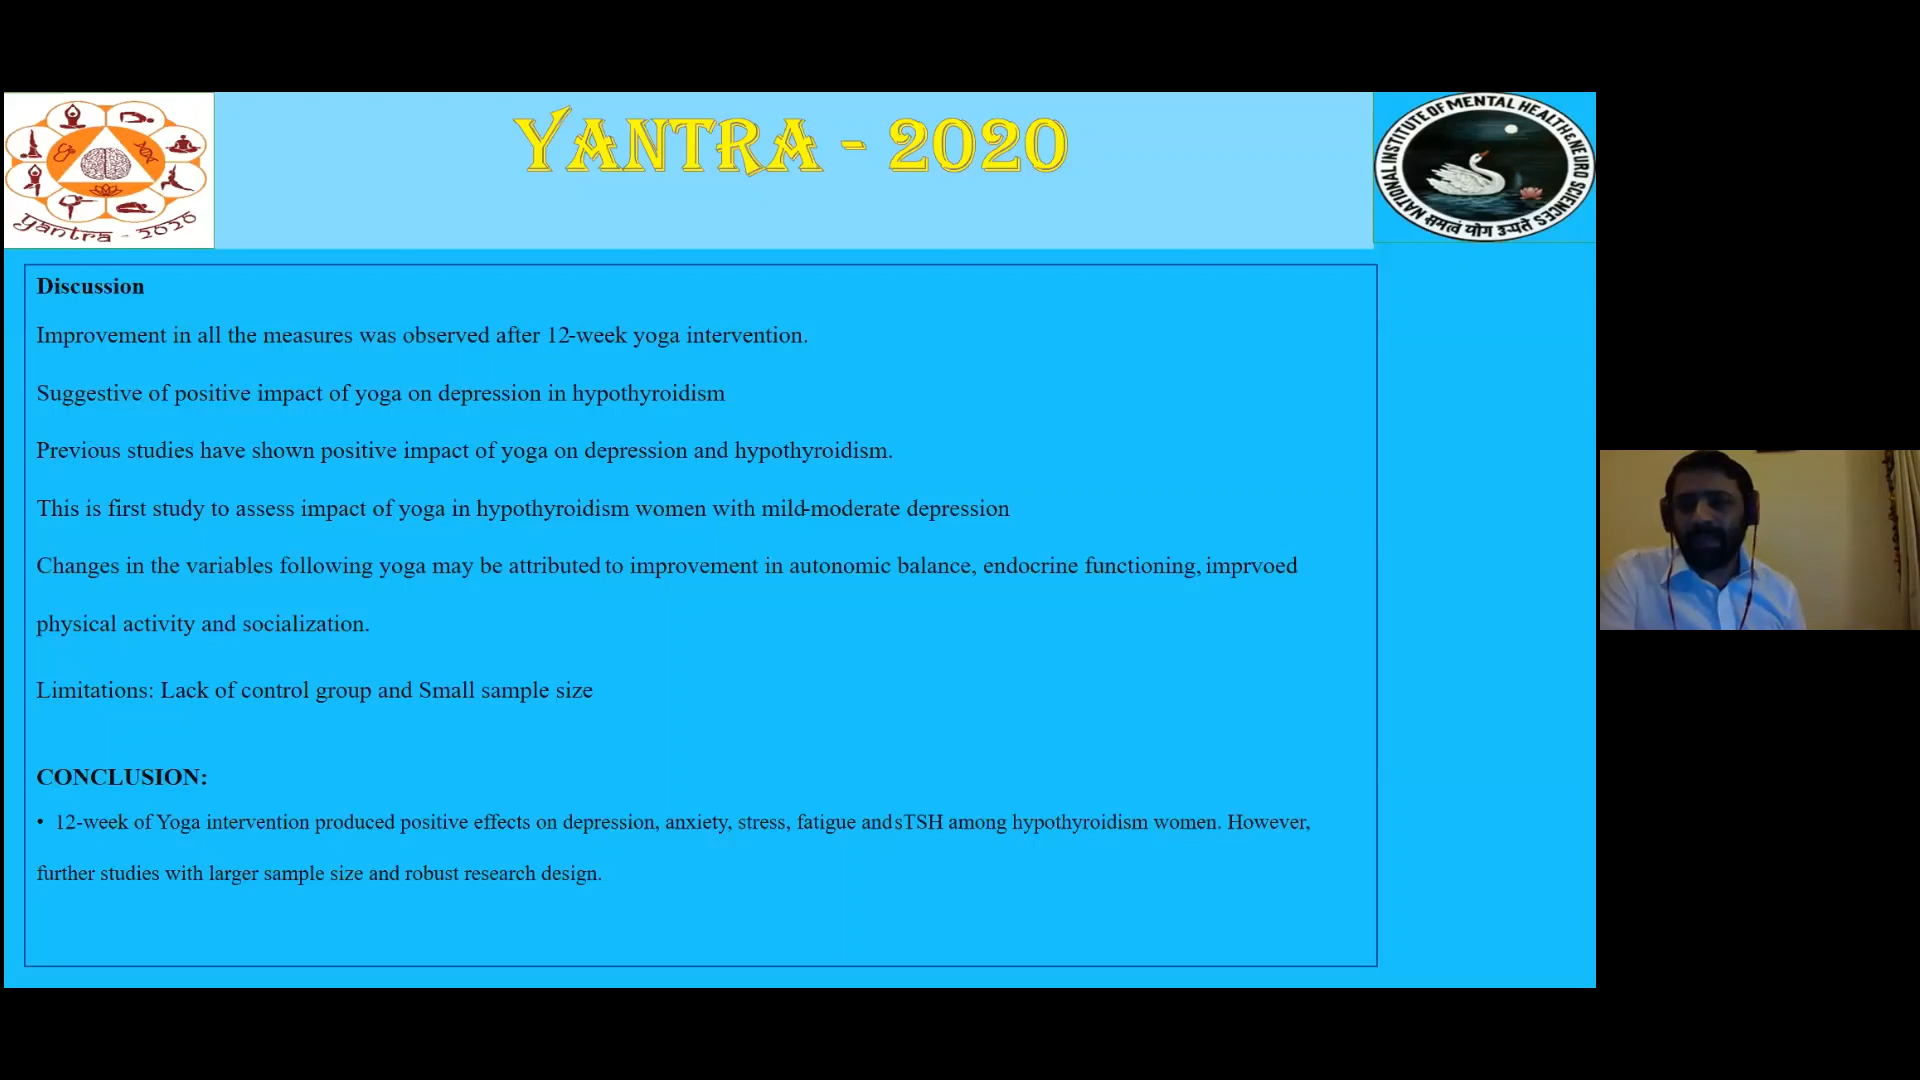 YANTRA - 2020
Yantra - 2020
NATIONAL INSTITUTE OF MENTAL HEALTH & NEURO SCIENCES
समत्वं योग उच्यते
Discussion
Improvement in all the measures was observed after 12-week yoga intervention.
Suggestive of positive impact of yoga on depression in hypothyroidism
Previous studies have shown positive impact of yoga on depression and hypothyroidism.
This is first study to assess impact of yoga in hypothyroidism women with mild-moderate depression
Changes in the variables following yoga may be attributed to improvement in autonomic balance, endocrine functioning, imprvoed
physical activity and socialization.
Limitations: Lack of control group and Small sample size
CONCLUSION:
• 12-week of Yoga intervention produced positive effects on depression, anxiety, stress, fatigue and sTSH among hypothyroidism women. However,
further studies with larger sample size and robust research design.